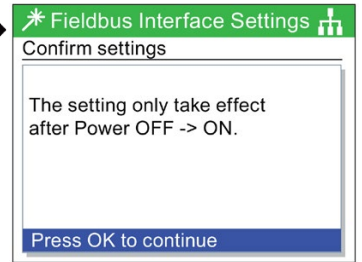 Fieldbus Interface Settings
Confirm settings
The setting only take effect
after Power OFF -> ON.
Press OK to continue